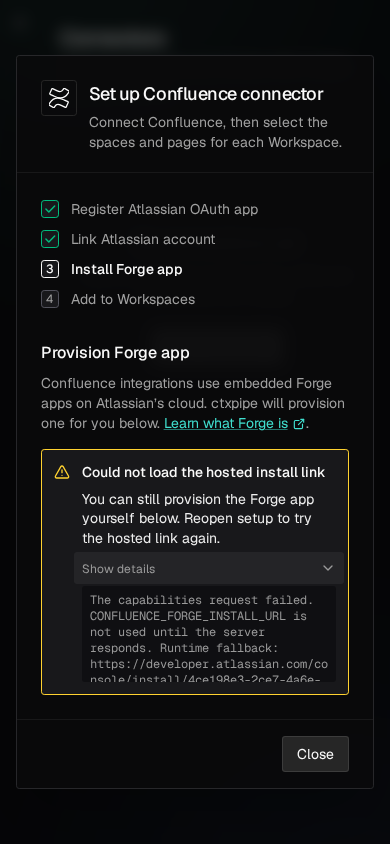 Set up Confluence connector
Connect Confluence, then select the
spaces and pages for each Workspace.
Register Atlassian OAuth app
Link Atlassian account
3 Install Forge app
4 Add to Workspaces
Provision Forge app
Confluence integrations use embedded Forge
apps on Atlassian's cloud. ctxpipe will provision
one for you below. Learn what Forge is .
Could not load the hosted install link
You can still provision the Forge app
yourself below. Reopen setup to try
the hosted link again.
Show details
The capabilities request failed.
CONFLUENCE_FORGE_INSTALL_URL is
not used until the server
responds. Runtime fallback:
https://developer.atlassian.com/co
nsole/install/4ce198e3-2ce7-4a6e-
Close